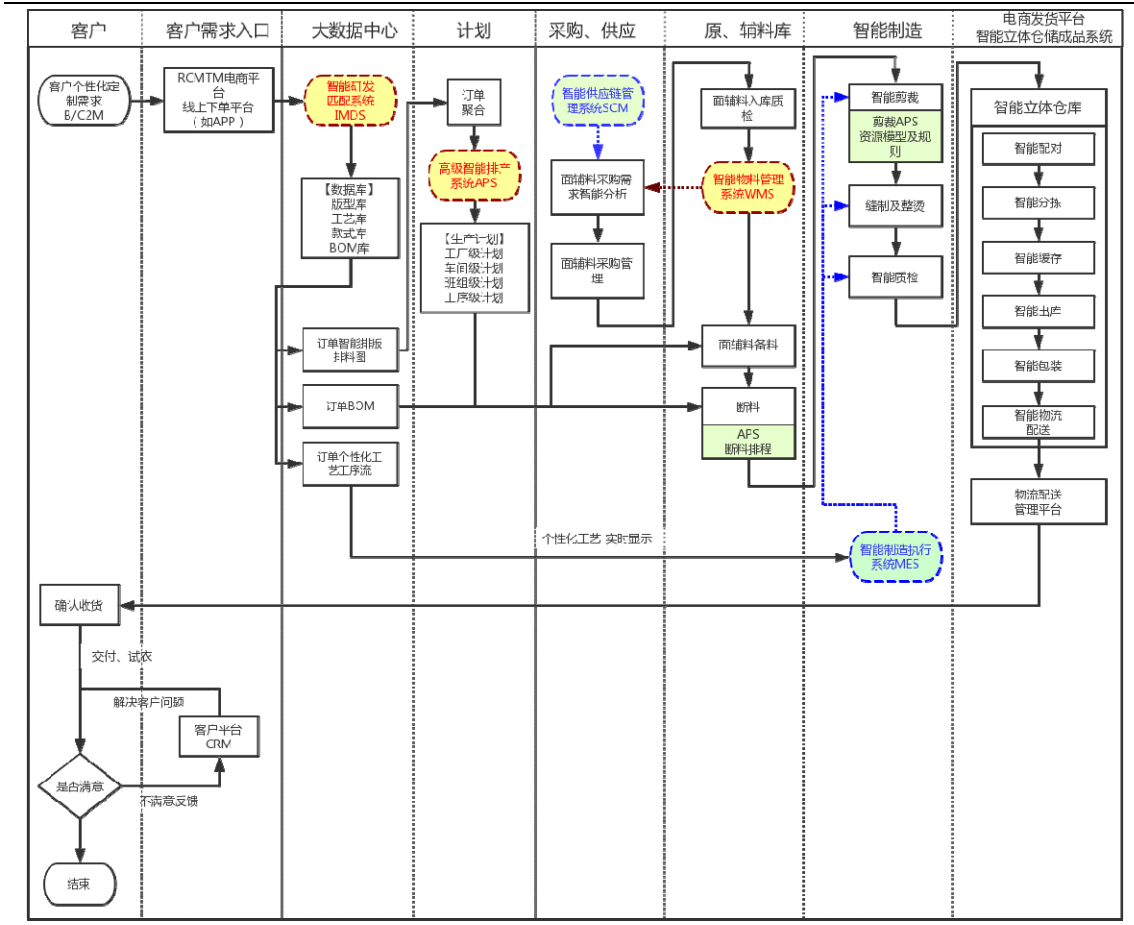 客户
客户需求入口
大数据中心
计划
采购、供应
原、辅料库
智能制造
电商发货平台
智能立体仓储成品系统
客户个性化定
制需求
B/C2M
RCMTM电商平
台
线上下单平台
（如APP）
智能研发
匹配系统
IMDS
【数据库】
版型库
工艺库
款式库
BOM库
订单智能排版
排料图
订单BOM
订单个性化工
艺工序流
订单
聚合
高级智能排产
系统APS
【生产计划】
工厂级计划
车间级计划
班组级计划
工序级计划
智能供应链管
理系统SCM
面辅料采购需
求智能分析
面辅料采购管
理
面辅料入库质
检
智能物料管理
系统WMS
面辅料备料
断料
APS
断料排程
智能剪裁
剪裁APS
资源模型及规
则
缝制及整烫
智能质检
个性化工艺 实时显示
智能制造执行
系统MES
智能立体仓库
智能配对
智能分拣
智能缓存
智能出库
智能包装
智能物流
配送
物流配送
管理平台
确认收货
交付、试衣
解决客户问题
客户平台
CRM
是否满意
不满意反馈
结束